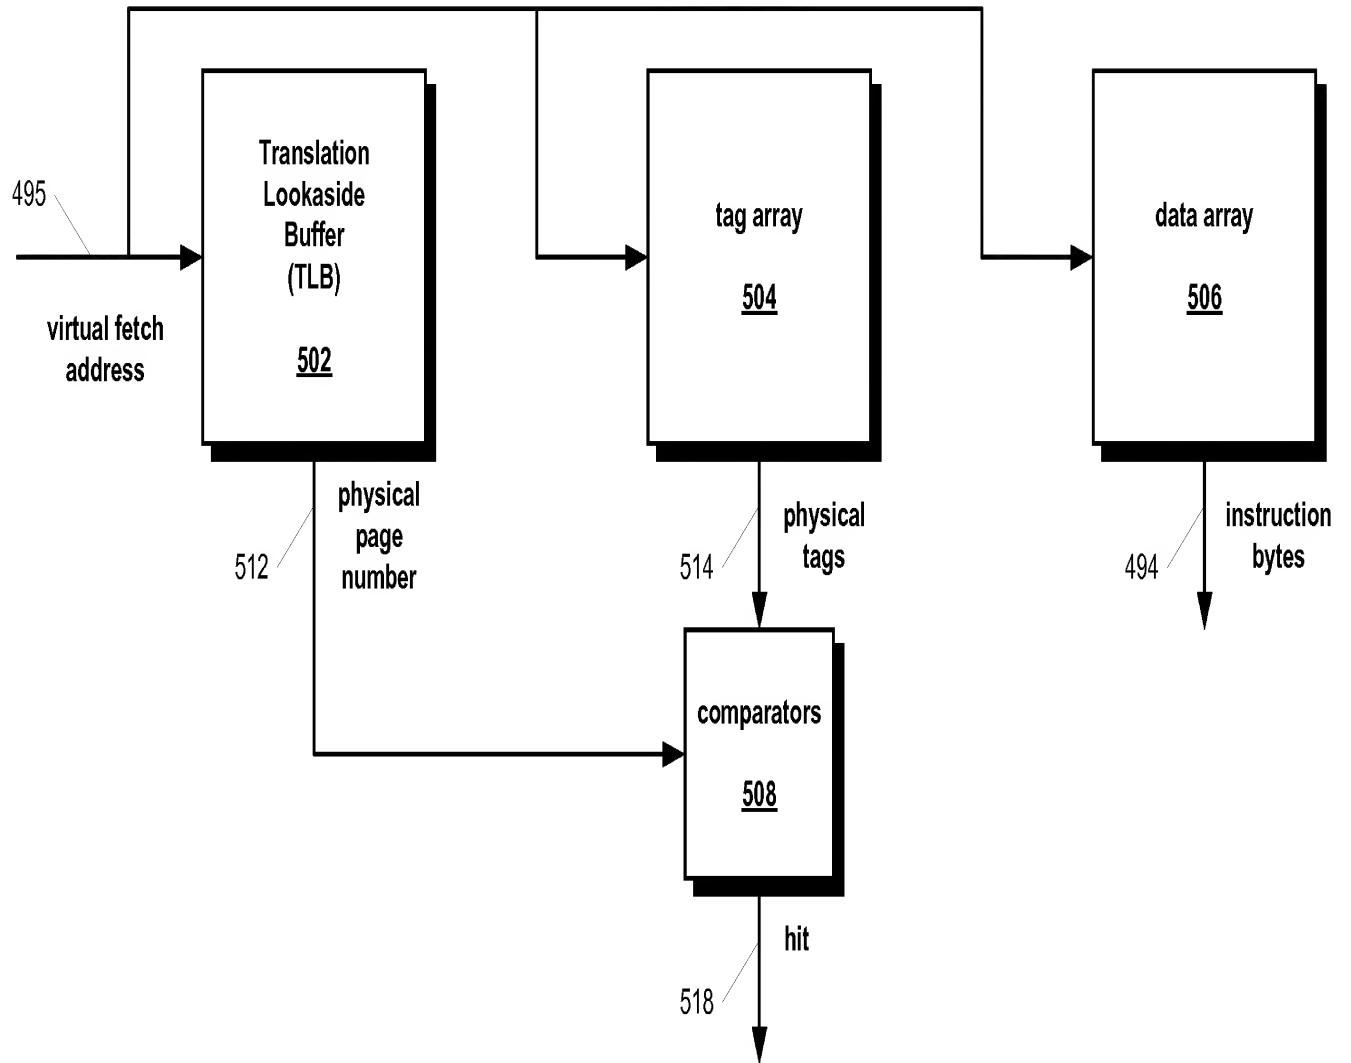 495
virtual fetch
address
Translation
Lookaside
Buffer
(TLB)
502
tag array
504
data array
506
physical
page
number
512
physical
tags
514
instruction
bytes
494
comparators
508
hit
518